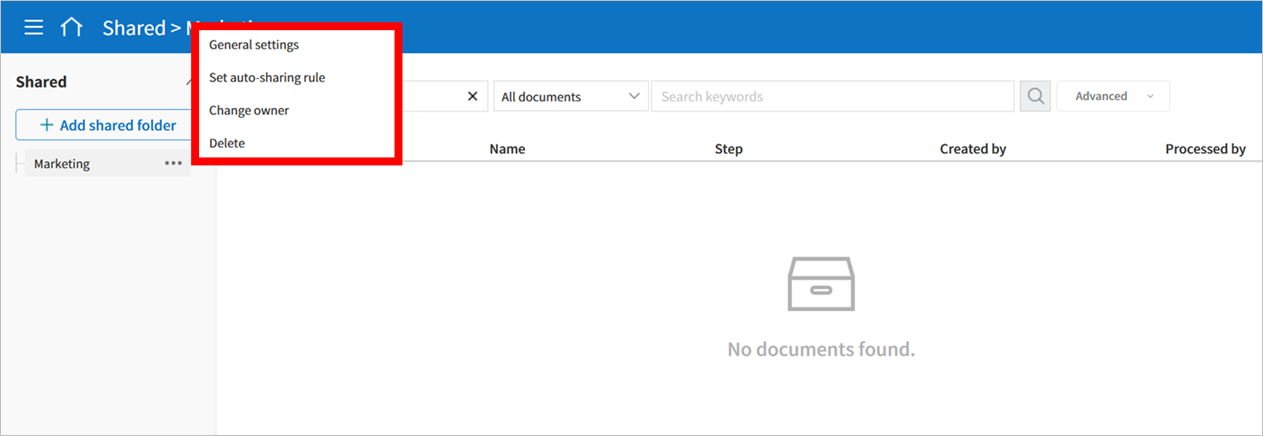 Shared >
General settings
Set auto-sharing rule
Change owner
Delete
Shared
+ Add shared folder
Marketing
All documents
Search keywords
Advanced
Name
Step
Created by
Processed by
No documents found.